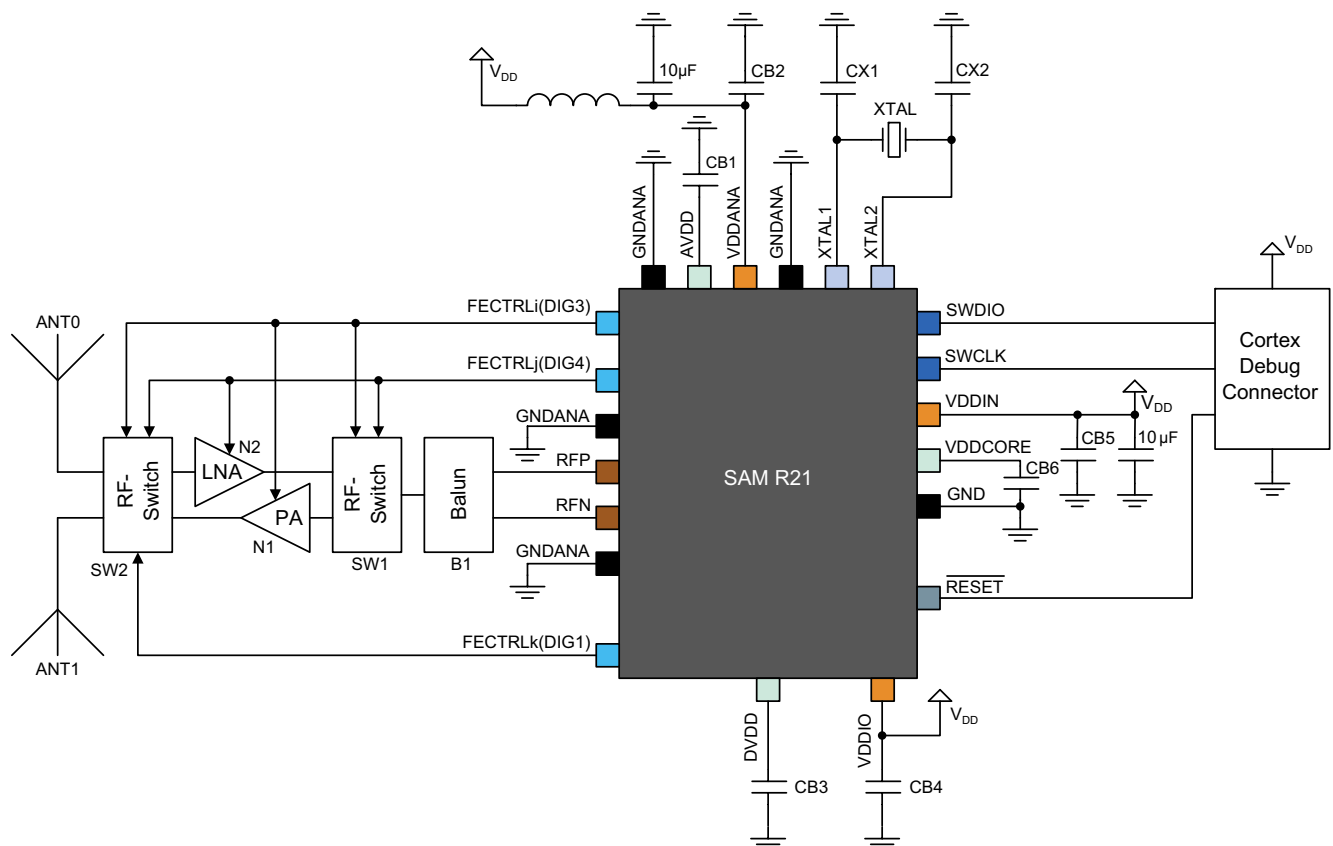 10µF
CB2
CX1
CX2
VDD
XTAL
CB1
GNDANA
AVDD
VDDANA
GNDANA
XTAL1
XTAL2
VDD
FECTRLi(DIG3)
SWDIO
ANT0
Cortex
Debug
Connector
FECTRLj(DIG4)
SWCLK
GNDANA
VDDIN
VDD
N2
CB5
10µF
LNA
RFP
VDDCORE
CB6
RF-
Switch
RF-
Switch
Balun
SAM R21
GND
PA
RFN
N1
GNDANA
SW2
SW1
B1
RESET
FECTRLk(DIG1)
ANT1
DVDD
VDDIO
VDD
CB3
CB4